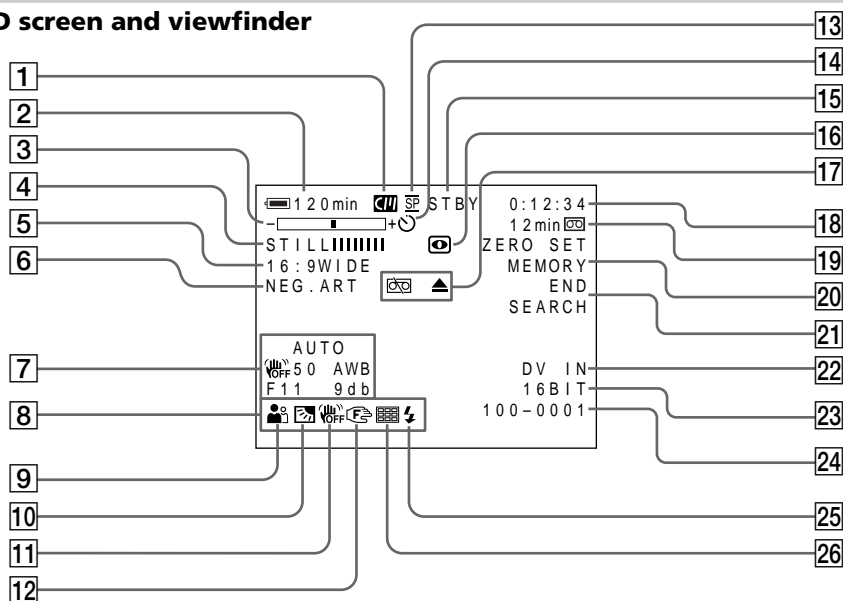 D screen and viewfinder
1
2
3
4
5
6
7
8
9
10
11
12
13
14
15
16
17
18
19
20
21
22
23
24
25
26
120min SP STBY 0:12:34
− + 12min
STILL ZERO SET
16:9WIDE MEMORY
NEG.ART END
SEARCH
AUTO
OFF 50 AWB DV IN
F11 9db 16BIT
OFF F 100–0001